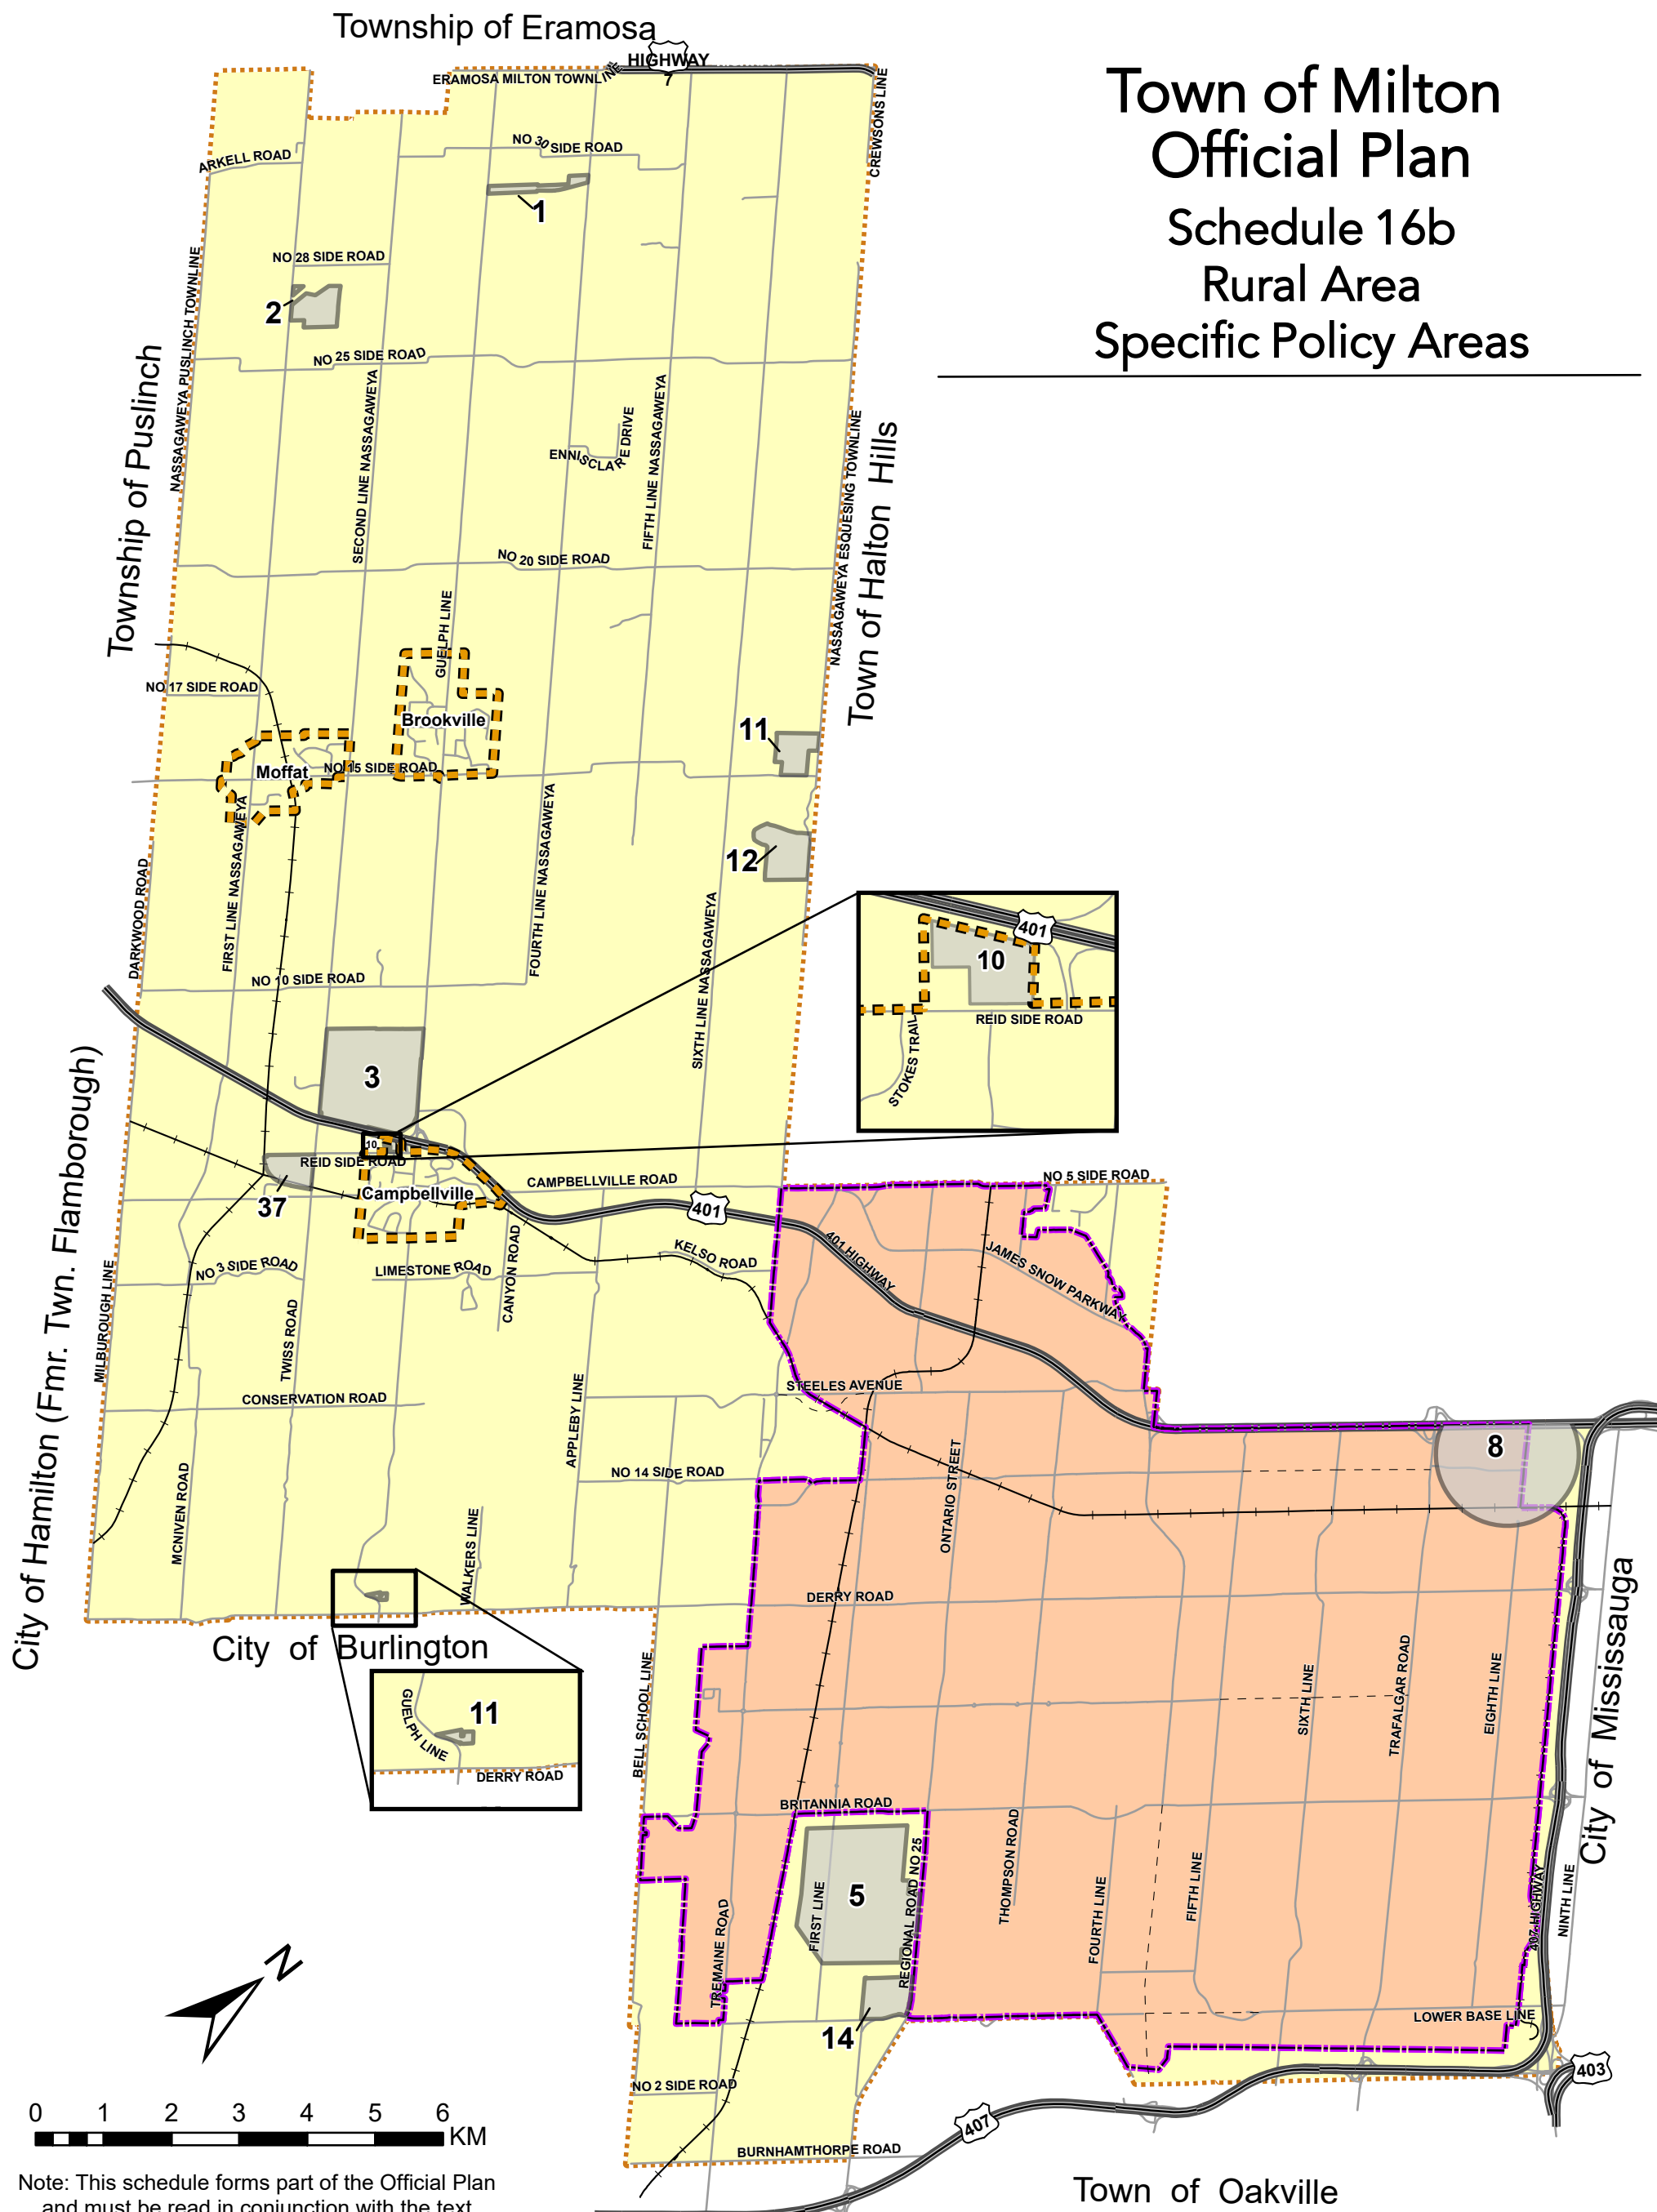 Township of Eramosa
HIGHWAY
7
ERAMOSA MILTON TOWNLINE
CREWSONS LINE
Town of Milton
Official Plan
Schedule 16b
Rural Area
Specific Policy Areas
NO 30 SIDE ROAD
ARKELL ROAD
1
NO 28 SIDE ROAD
2
NASSAGAWEYA PUSLINCH TOWNLINE
NO 25 SIDE ROAD
Township of Puslinch
SECOND LINE NASSAGAWEYA
FIFTH LINE NASSAGAWEYA
ENNISCLARE DRIVE
NASSAGAWEYA ESQUESING TOWNLINE
Town of Halton Hills
NO 20 SIDE ROAD
GUELPH LINE
NO 17 SIDE ROAD
Brookville
11
Moffat
NO 15 SIDE ROAD
FIRST LINE NASSAGAWEYA
FOURTH LINE NASSAGAWEYA
12
DARKWOOD ROAD
SIXTH LINE NASSAGAWEYA
401
10
REID SIDE ROAD
STOKES TRAIL
NO 10 SIDE ROAD
3
City of Hamilton (Fmr. Twn. Flamborough)
10
REID SIDE ROAD
37
Campbellville
CAMPBELLVILLE ROAD
401
NO 5 SIDE ROAD
401 HIGHWAY
JAMES SNOW PARKWAY
KELSO ROAD
NO 3 SIDE ROAD
LIMESTONE ROAD
CANYON ROAD
MILBUROUGH LINE
TWISS ROAD
STEELES AVENUE
CONSERVATION ROAD
APPLEBY LINE
8
NO 14 SIDE ROAD
ONTARIO STREET
MCNIVEN ROAD
WALKERS LINE
DERRY ROAD
City of Burlington
City of Mississauga
BELL SCHOOL LINE
SIXTH LINE
TRAFALGAR ROAD
EIGHTH LINE
GUELPH LINE
11
DERRY ROAD
BRITANNIA ROAD
5
FIRST LINE
REGIONAL ROAD NO 25
THOMPSON ROAD
FOURTH LINE
FIFTH LINE
407 HIGHWAY
NINTH LINE
TREMAINE ROAD
N
14
LOWER BASE LINE
403
NO 2 SIDE ROAD
407
0 1 2 3 4 5 6
KM
BURNHAMTHORPE ROAD
Town of Oakville
Note: This schedule forms part of the Official Plan
and must be read in conjunction with the text